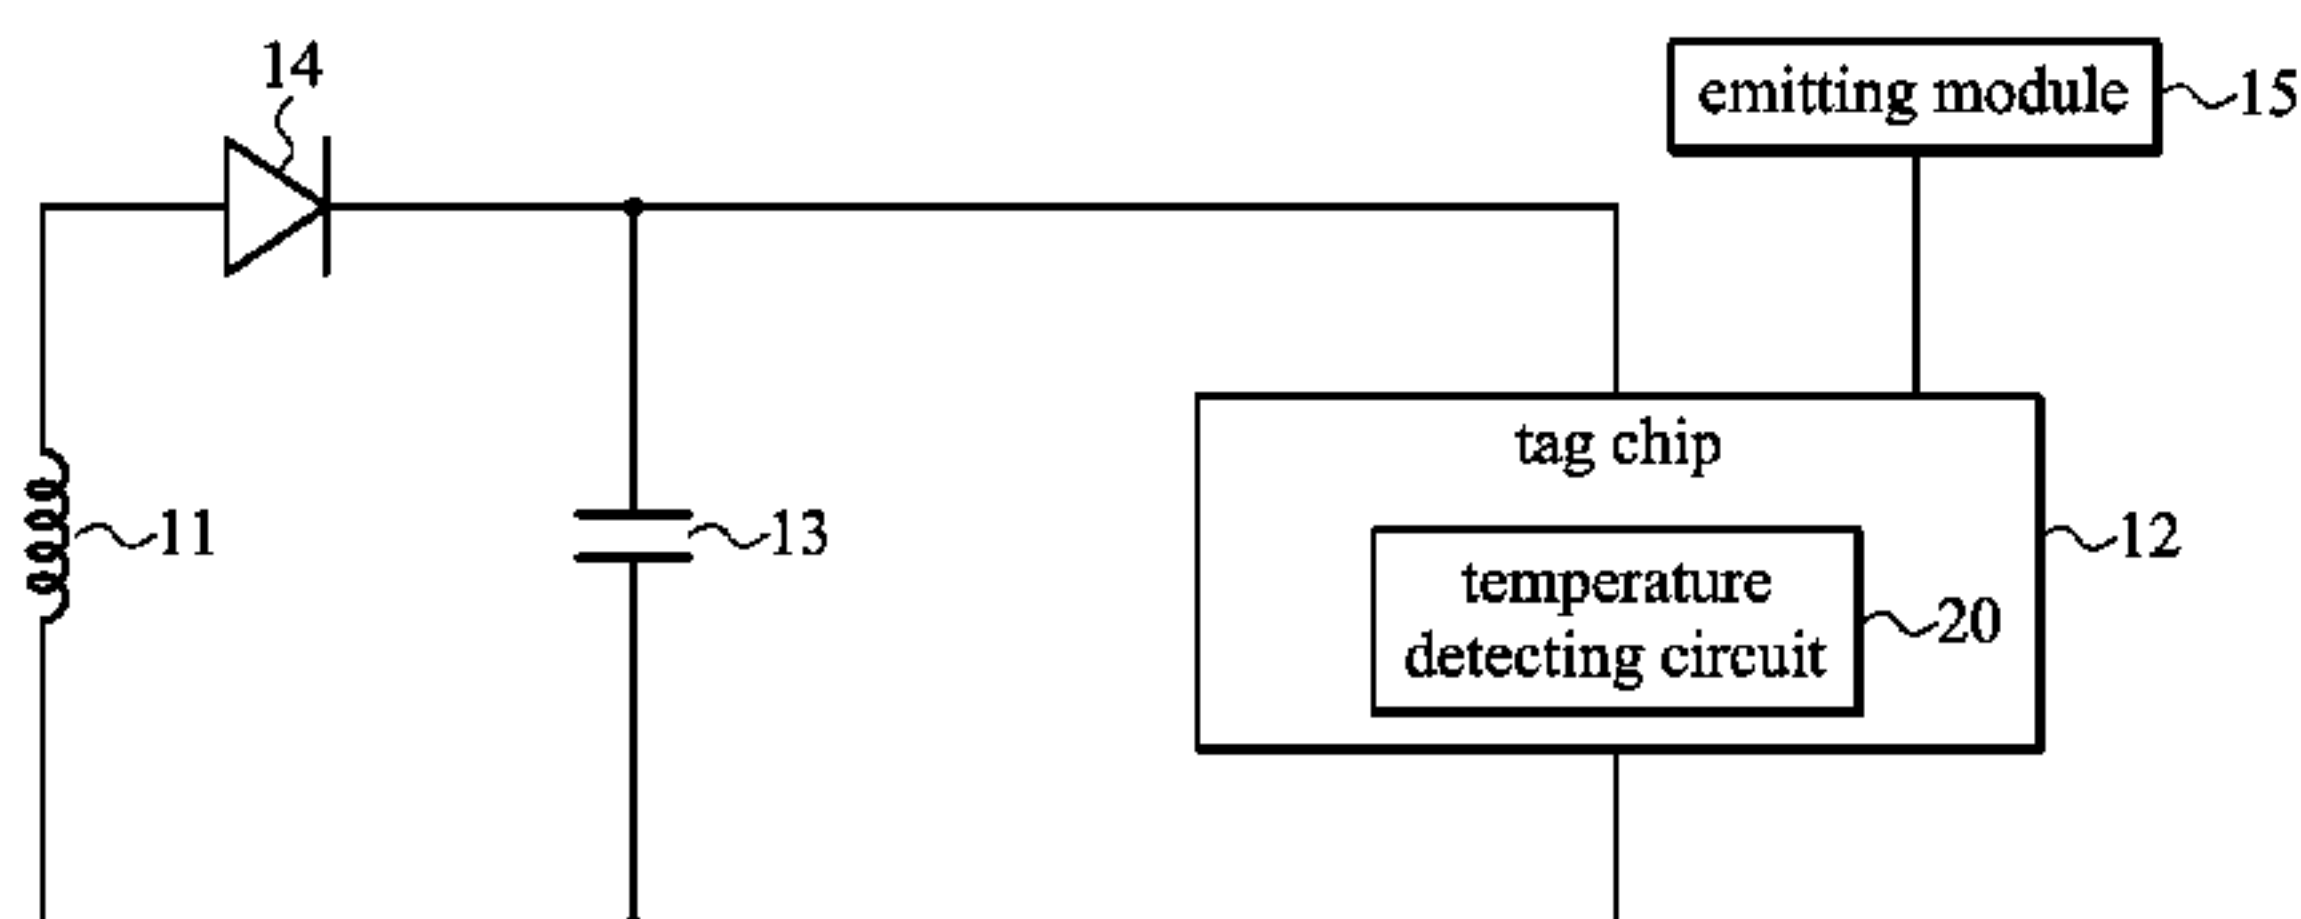 14
emitting module
15
tag chip
11
13
12
temperature
detecting circuit
20